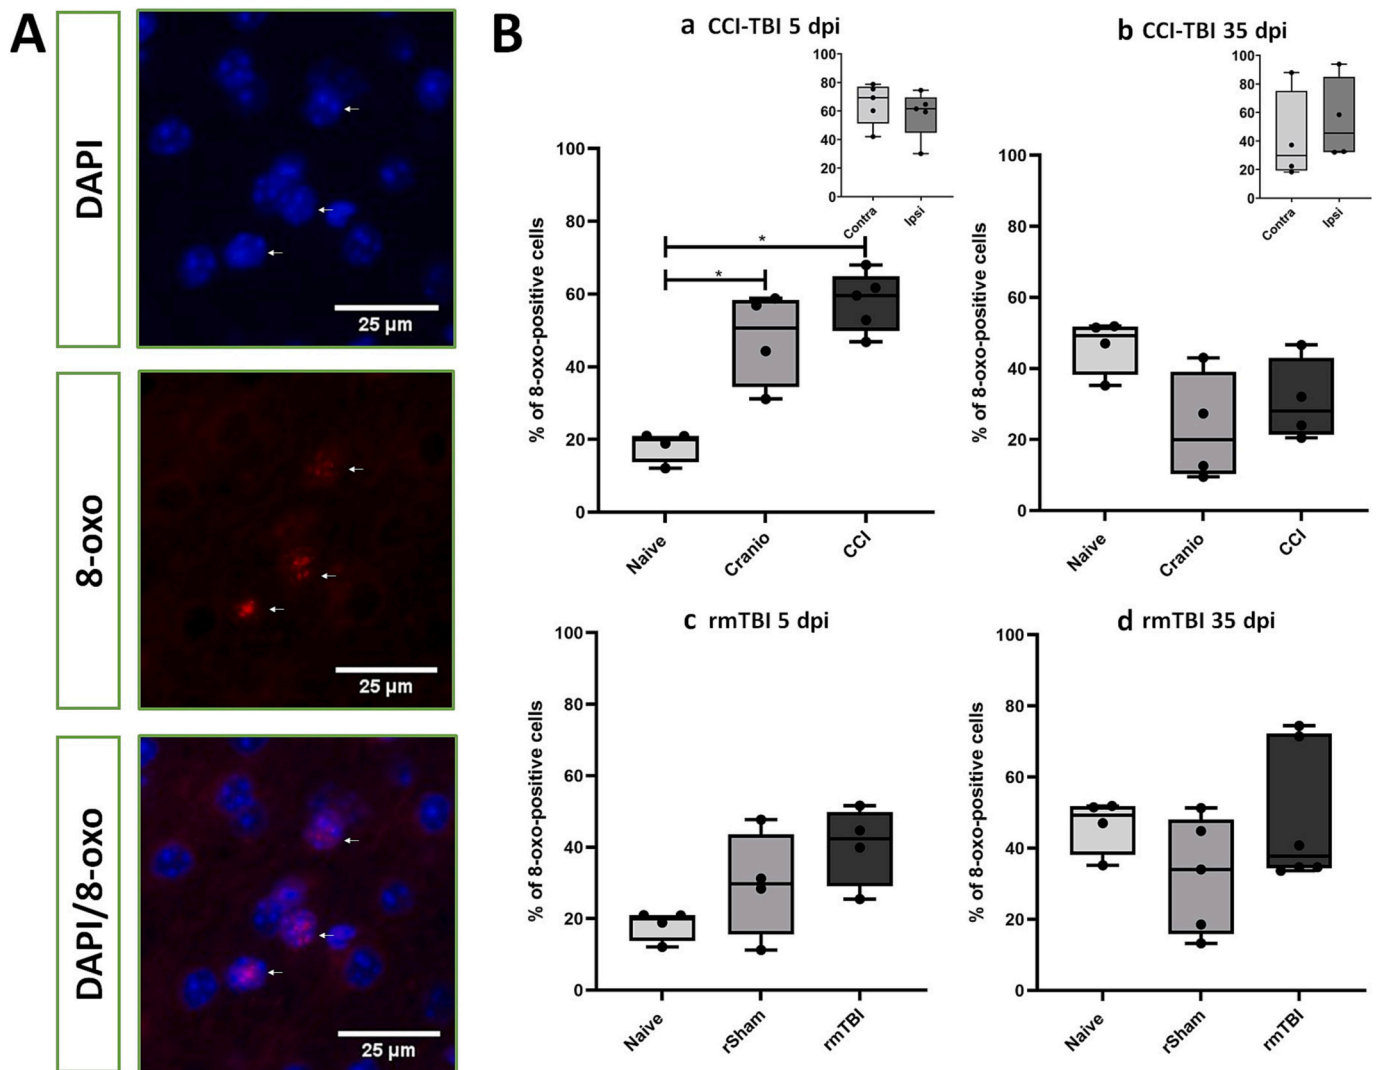 A
DAPI
25 µm
8-oxo
25 µm
DAPI/8-oxo
25 µm
B
a CCI-TBI 5 dpi
100
80
60
40
20
0
Contra
Ipsi
% of 8-oxo-positive cells
100
80
60
40
20
0
*
*
Naive
Cranio
CCI
b CCI-TBI 35 dpi
100
80
60
40
20
0
Contra
Ipsi
% of 8-oxo-positive cells
100
80
60
40
20
0
Naive
Cranio
CCI
c rmTBI 5 dpi
% of 8-oxo-positive cells
100
80
60
40
20
0
Naive
rSham
rmTBI
d rmTBI 35 dpi
% of 8-oxo-positive cells
100
80
60
40
20
0
Naive
rSham
rmTBI